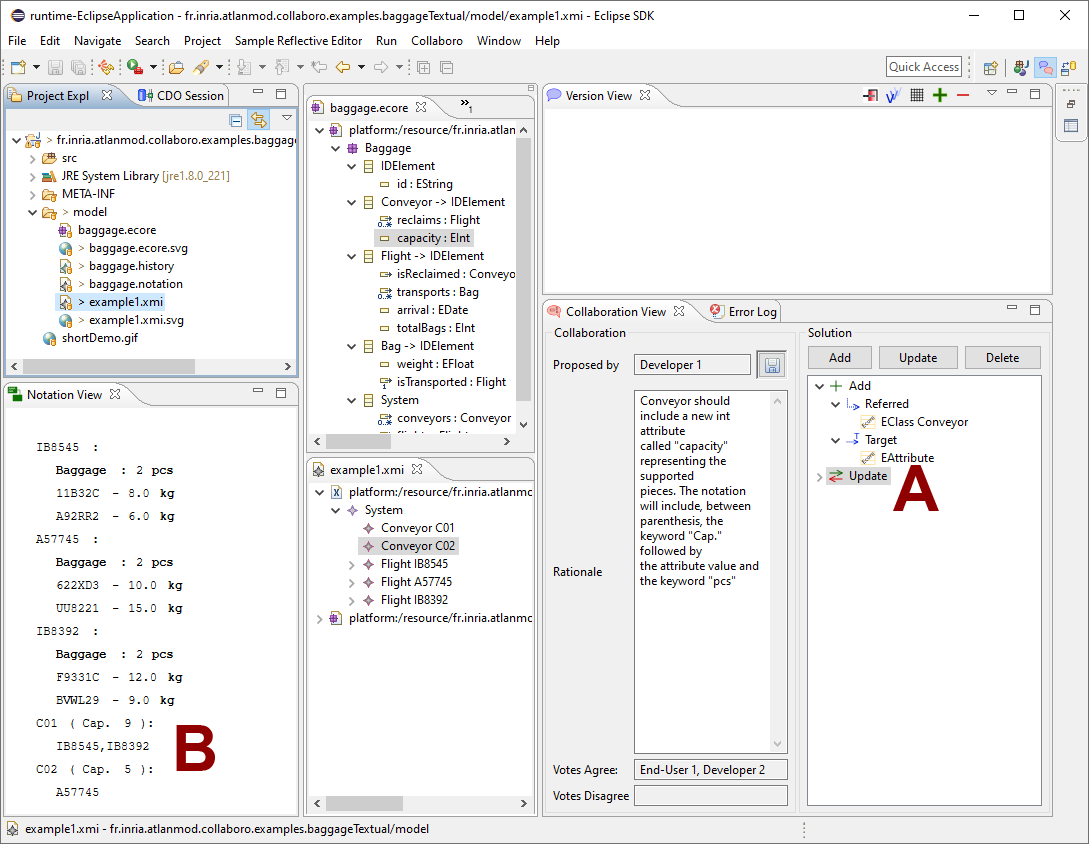 runtime-EclipseApplication - fr.inria.atlanmod.collaboro.examples.baggageTextual/model/example1.xmi - Eclipse SDK
File Edit Navigate Search Project Sample Reflective Editor Run Collaboro Window Help
Quick Access
Project Expl
CDO Session
> fr.inria.atlanmod.collaboro.examples.baggage
src
JRE System Library [jre1.8.0_221]
META-INF
> model
baggage.ecore
> baggage.ecore.svg
> baggage.history
> baggage.notation
> example1.xmi
> example1.xmi.svg
shortDemo.gif
Notation View
IB8545 :
Baggage : 2 pcs
11B32C - 8.0 kg
A92RR2 - 6.0 kg
A57745 :
Baggage : 2 pcs
622XD3 - 10.0 kg
UU8221 - 15.0 kg
IB8392 :
Baggage : 2 pcs
F9331C - 12.0 kg
BVWL29 - 9.0 kg
C01 ( Cap. 9 ):
IB8545,IB8392
C02 ( Cap. 5 ):
A57745
B
baggage.ecore
»1
platform:/resource/fr.inria.atlan
Baggage
IDElement
id : EString
Conveyor -> IDElement
reclaims : Flight
capacity : EInt
Flight -> IDElement
isReclaimed : Conveyo
transports : Bag
arrival : EDate
totalBags : EInt
Bag -> IDElement
weight : EFloat
isTransported : Flight
System
conveyors : Conveyor
example1.xmi
platform:/resource/fr.inria.atlanmc
System
Conveyor C01
Conveyor C02
Flight IB8545
Flight A57745
Flight IB8392
platform:/resource/fr.inria.atlanmc
Version View
Collaboration View
Error Log
Collaboration
Proposed by
Developer 1
Rationale
Conveyor should
include a new int
attribute
called "capacity"
representing the
supported
pieces. The notation
will include, between
parenthesis, the
keyword "Cap."
followed by
the attribute value and
the keyword "pcs"
Votes Agree:
End-User 1, Developer 2
Votes Disagree
Solution
Add
Update
Delete
Add
Referred
EClass Conveyor
Target
EAttribute
Update
A
example1.xmi - fr.inria.atlanmod.collaboro.examples.baggageTextual/model